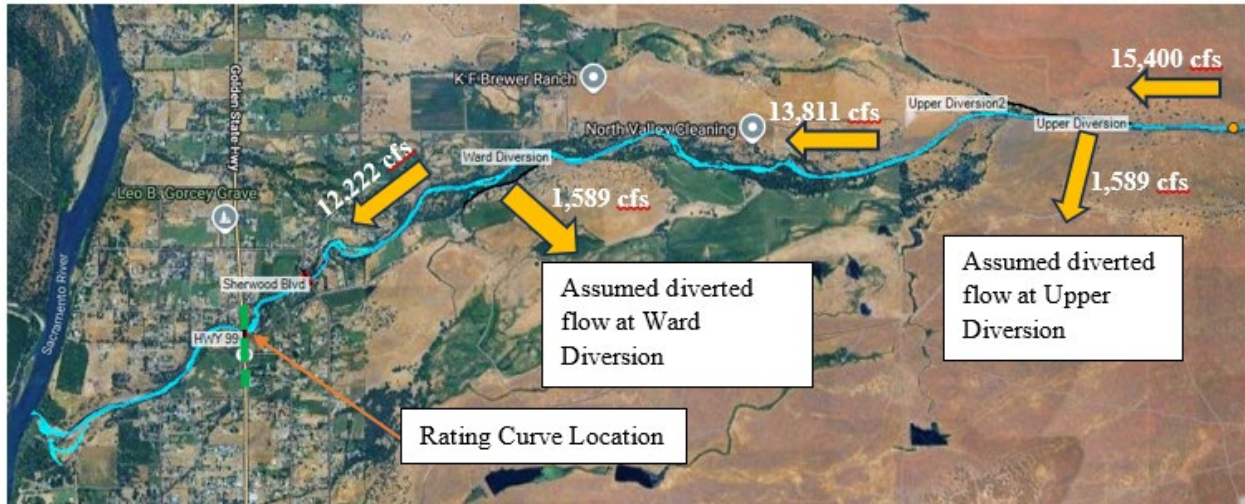 15,400 cfs
K F Brewer Ranch
Golden State Hwy
Upper Diversion2
13,811 cfs
Upper Diversion
North Valley Cleaning
Ward Diversion
12,222 cfs
1,589 cfs
Leo B. Gorcey Grave
1,589 cfs
Sacramento River
Sherwood Blvd
Assumed diverted
flow at Ward
Diversion
Assumed diverted
flow at Upper
Diversion
HWY 99
Rating Curve Location